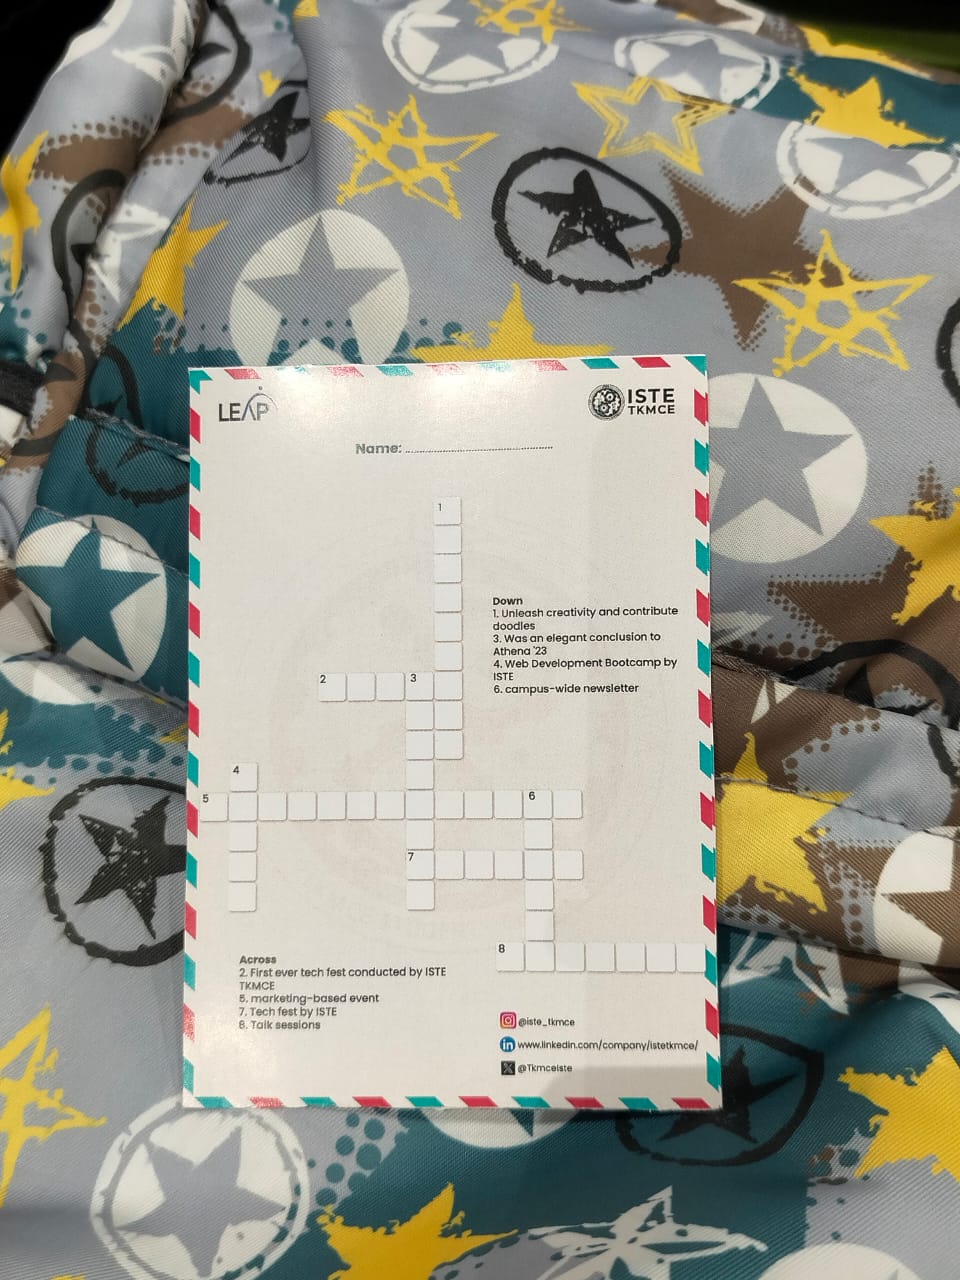 LEAP
ISTE
TKMCE
Name:
1
2
3
4
5
6
7
8
Down
1. Unleash creativity and contribute
doodles
3. Was an elegant conclusion to
Athena '23
4. Web Development Bootcamp by
ISTE
6. campus-wide newsletter
Across
2. First ever tech fest conducted by ISTE
TKMCE
5. marketing-based event
7. Tech fest by ISTE
8. Talk sessions
@iste_tkmce
in www.linkedin.com/company/istetkmce/
X @Tkmceiste